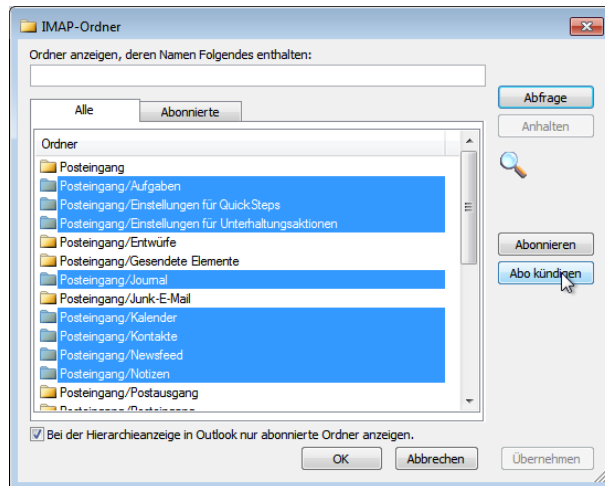 IMAP-Ordner
Ordner anzeigen, deren Namen Folgendes enthalten:
Abfrage
Alle
Abonnierte
Anhalten
Ordner
Posteingang
Posteingang/Aufgaben
Posteingang/Einstellungen für QuickSteps
Posteingang/Einstellungen für Unterhaltungsaktionen
Posteingang/Entwürfe
Abonnieren
Posteingang/Gesendete Elemente
Posteingang/Journal
Abo kündigen
Posteingang/Junk-E-Mail
Posteingang/Kalender
Posteingang/Kontakte
Posteingang/Newsfeed
Posteingang/Notizen
Posteingang/Postausgang
Bei der Hierarchieanzeige in Outlook nur abonnierte Ordner anzeigen.
OK
Abbrechen
Übernehmen